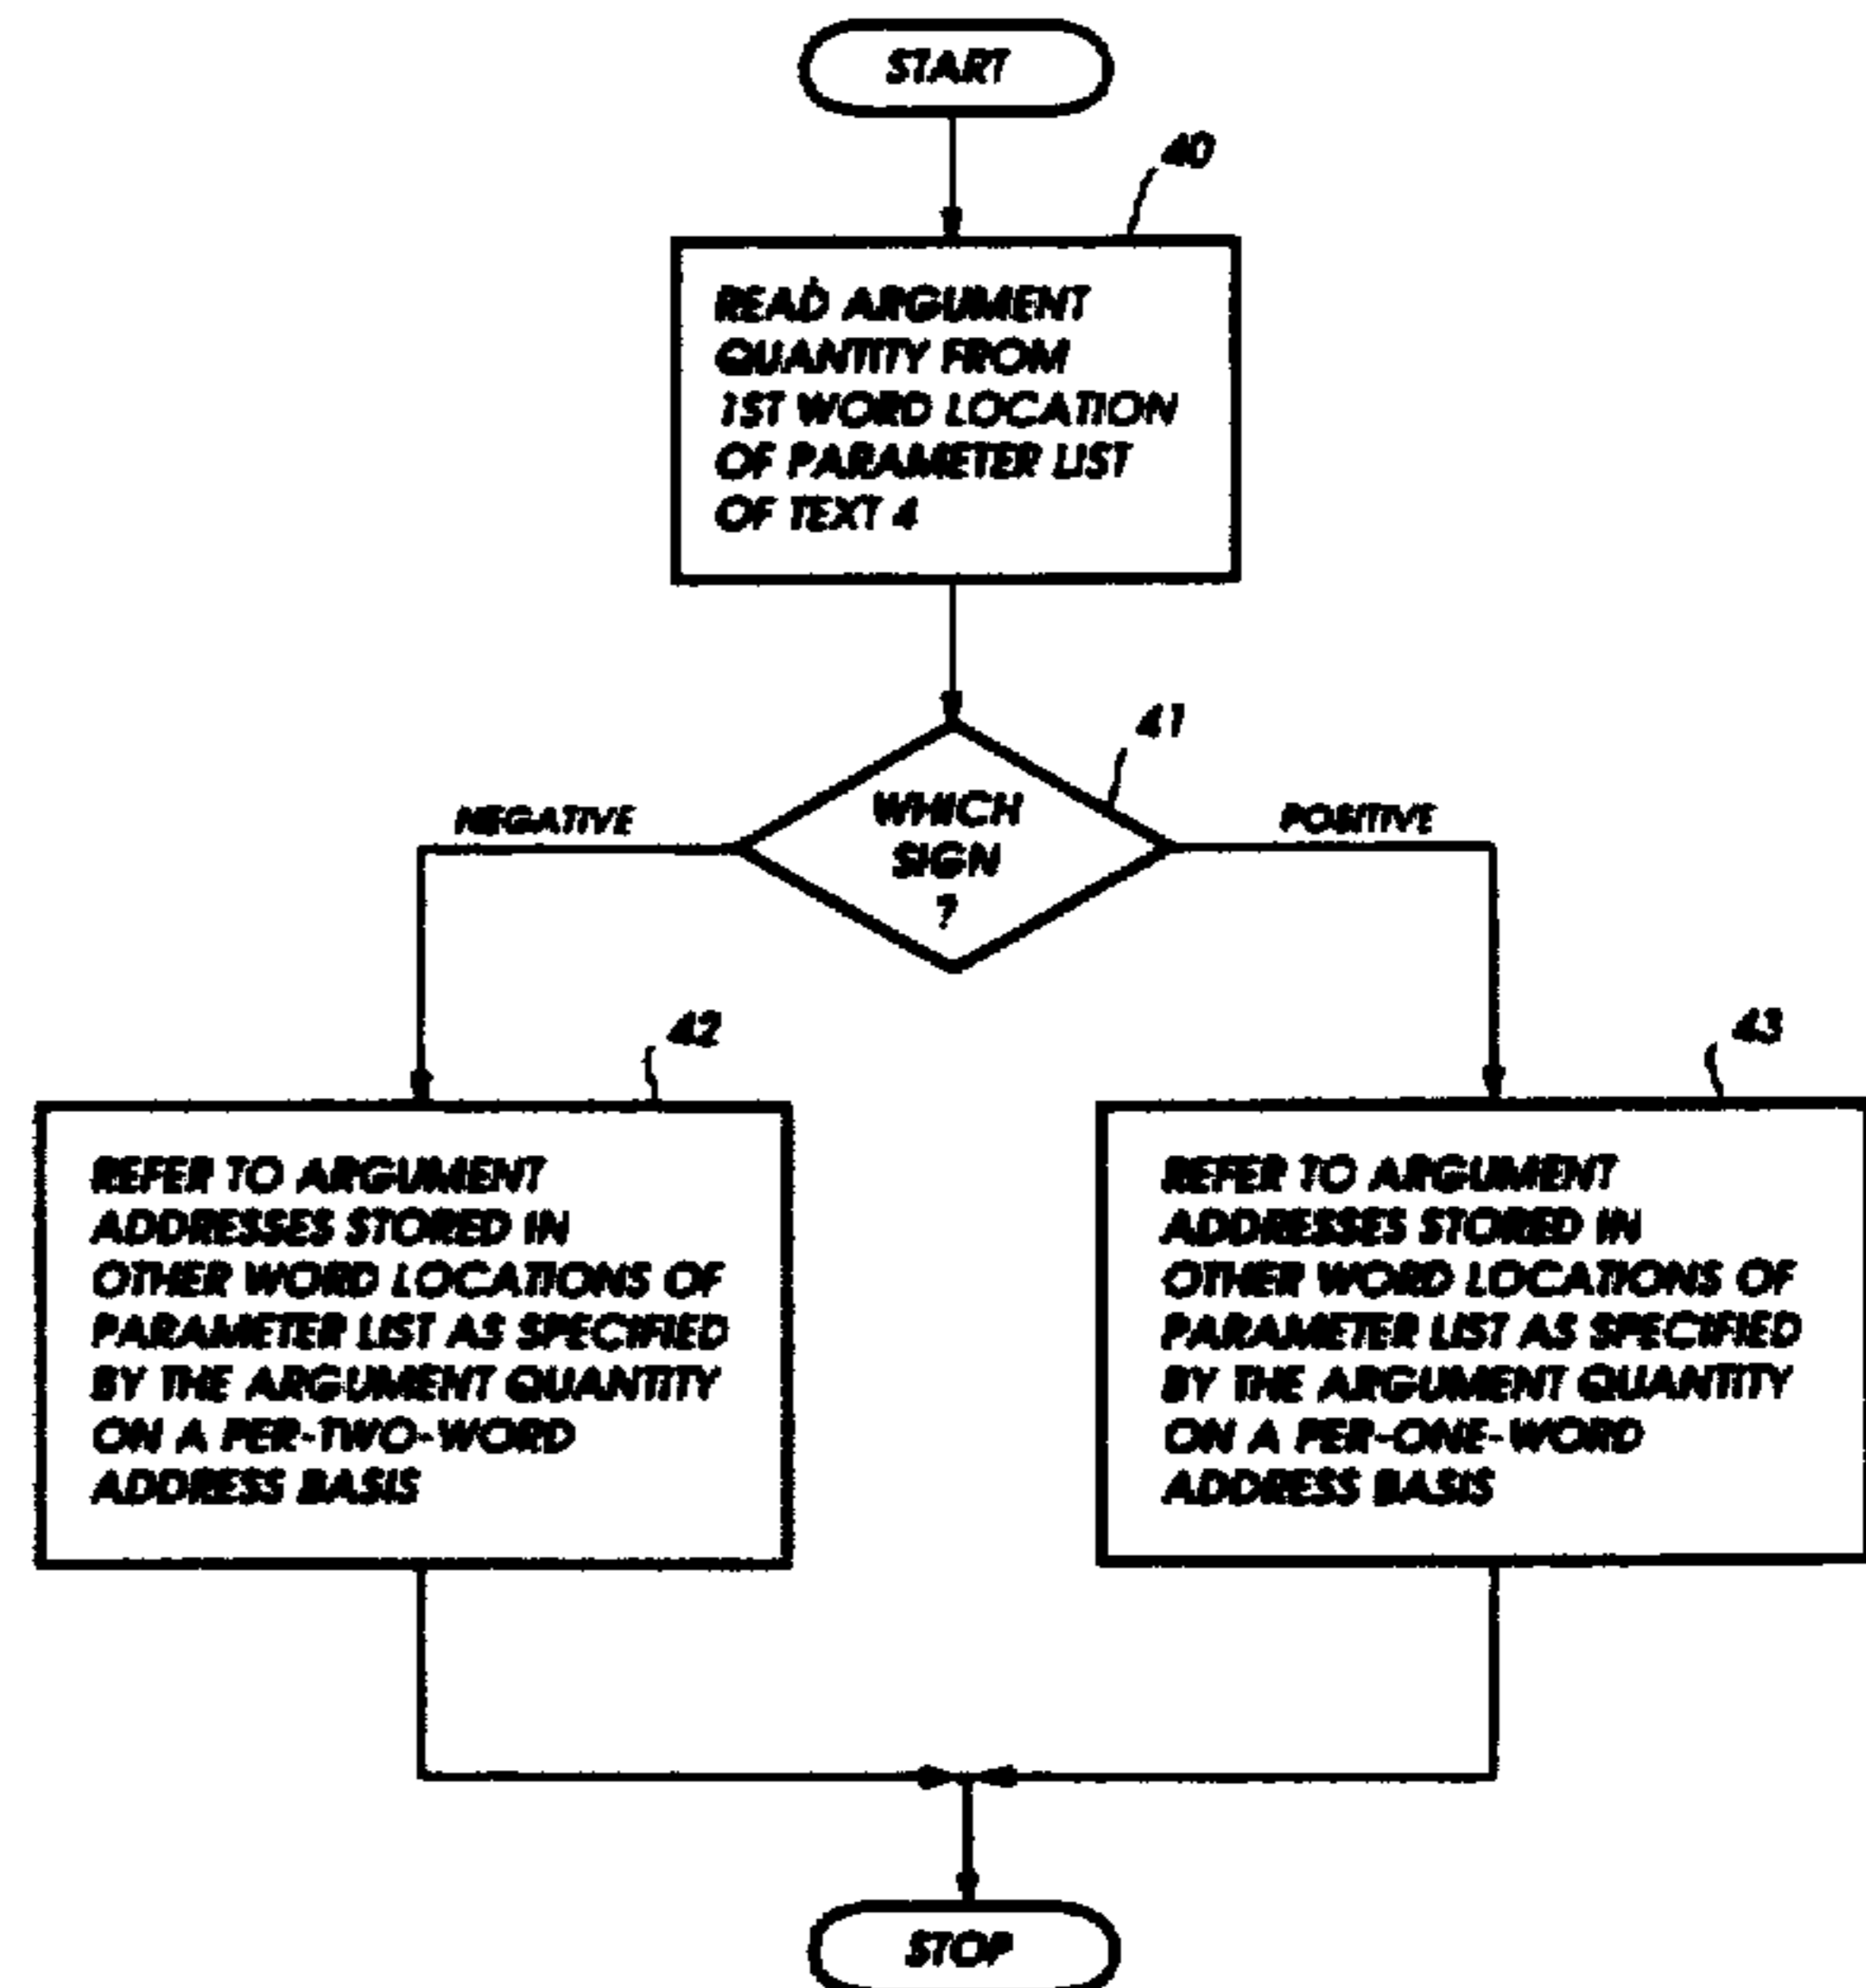 START
40
READ ARGUMENT
QUANTITY FROM
1ST WORD LOCATION
OF PARAMETER LIST
OF TEXT 4
41
WHICH
SIGN
?
NEGATIVE
POSITIVE
42
REFER TO ARGUMENT
ADDRESSES STORED IN
OTHER WORD LOCATIONS OF
PARAMETER LIST AS SPECIFIED
BY THE ARGUMENT QUANTITY
ON A PER-TWO-WORD
ADDRESS BASIS
43
REFER TO ARGUMENT
ADDRESSES STORED IN
OTHER WORD LOCATIONS OF
PARAMETER LIST AS SPECIFIED
BY THE ARGUMENT QUANTITY
ON A PER-ONE-WORD
ADDRESS BASIS
STOP